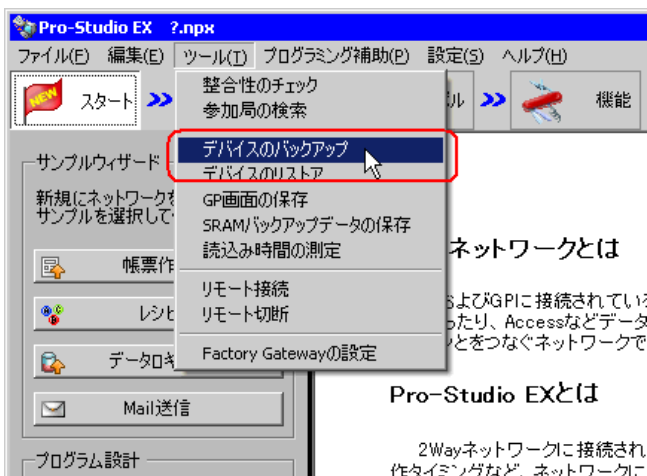 Pro-Studio EX ?.npx
ファイル(F) 編集(E) ツール(T) プログラミング補助(P) 設定(S) ヘルプ(H)
NEW スタート
ル
機能
整合性のチェック
参加局の検索
デバイスのバックアップ
デバイスのリストア
GP画面の保存
SRAMバックアップデータの保存
読込み時間の測定
リモート接続
リモート切断
Factory Gatewayの設定
サンプルウィザード
新規にネットワークを
サンプルを選択して
帳票作
レシピ
データロ
Mail送信
プログラム設計
ネットワークとは
およびGPに接続されてい
ったり、Accessなどデータ
とをつなぐネットワークで
Pro-Studio EXとは
2Wayネットワークに接続され
作タイミングなど、ネットワークに